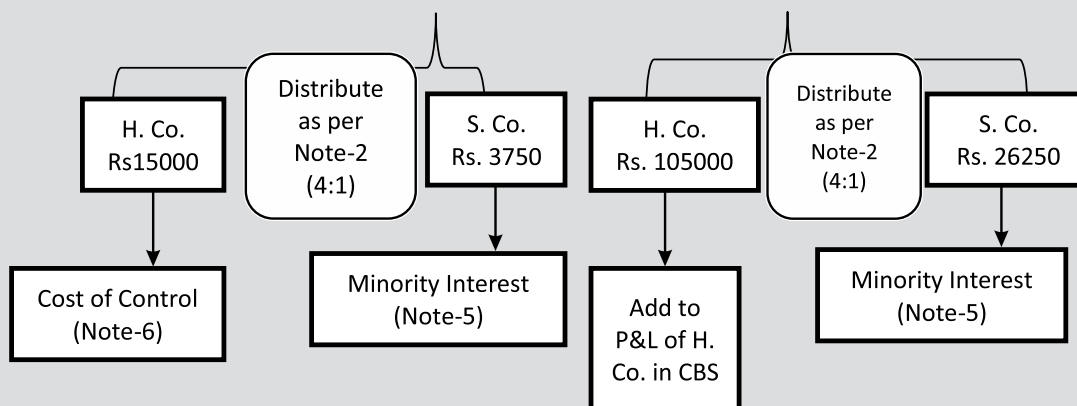 H. Co.
Rs15000
Distribute
as per
Note-2
(4:1)
S. Co.
Rs. 3750
H. Co.
Rs. 105000
Distribute
as per
Note-2
(4:1)
S. Co.
Rs. 26250
Cost of Control
(Note-6)
Minority Interest
(Note-5)
Add to
P&L of H.
Co. in CBS
Minority Interest
(Note-5)